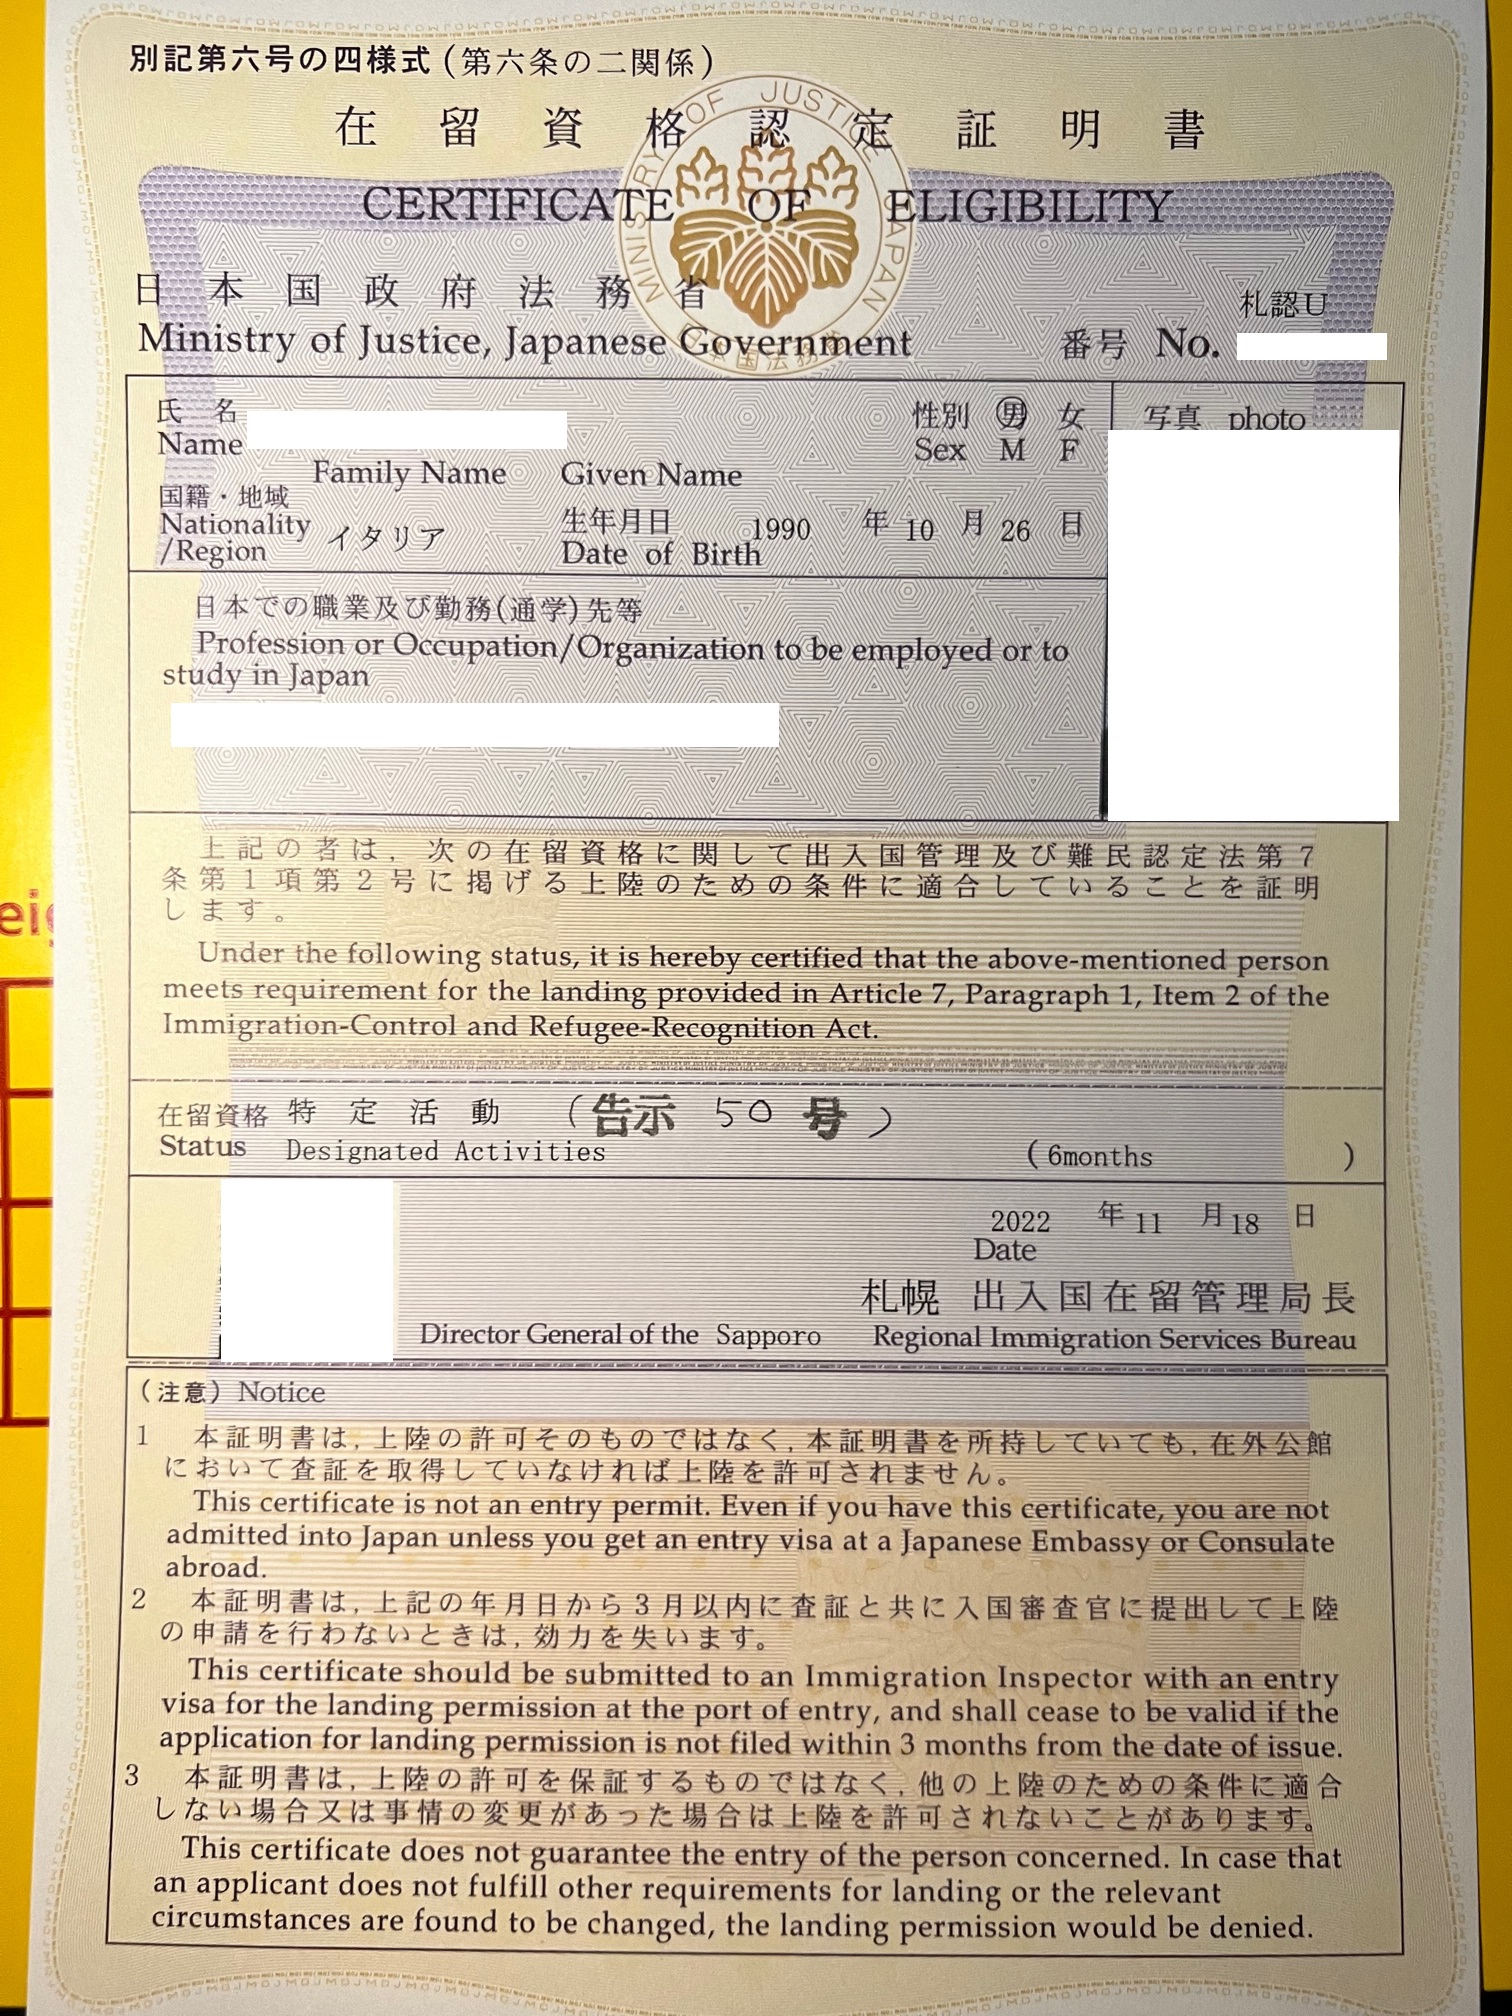 別記第六号の四様式(第六条の二関係)
在留資格認定証明書
CERTIFICATE OF ELIGIBILITY
MINISTRY OF JUSTICE JAPAN
日本国政府法務省
Ministry of Justice, Japanese Government
札認U
番号 No.
氏名
Name
Family Name Given Name
性別 男 女
Sex M F
写真 photo
国籍・地域
Nationality
/Region
イタリア
生年月日 1990 年 10 月 26 日
Date of Birth
日本での職業及び勤務(通学)先等
Profession or Occupation/Organization to be employed or to
study in Japan
上記の者は,次の在留資格に関して出入国管理及び難民認定法第7
条第1項第2号に掲げる上陸のための条件に適合していることを証明
します。
Under the following status, it is hereby certified that the above-mentioned person
meets requirement for the landing provided in Article 7, Paragraph 1, Item 2 of the
Immigration-Control and Refugee-Recognition Act.
在留資格 特定活動 (告示 50 号)
Status Designated Activities (6months )
2022 年 11 月 18 日
Date
札幌 出入国在留管理局長
Director General of the Sapporo Regional Immigration Services Bureau
(注意) Notice
1 本証明書は,上陸の許可そのものではなく,本証明書を所持していても,在外公館
において査証を取得していなければ上陸を許可されません。
This certificate is not an entry permit. Even if you have this certificate, you are not
admitted into Japan unless you get an entry visa at a Japanese Embassy or Consulate
abroad.
2 本証明書は,上記の年月日から3月以内に査証と共に入国審査官に提出して上陸
の申請を行わないときは,効力を失います。
This certificate should be submitted to an Immigration Inspector with an entry
visa for the landing permission at the port of entry, and shall cease to be valid if the
application for landing permission is not filed within 3 months from the date of issue.
3 本証明書は,上陸の許可を保証するものではなく,他の上陸のための条件に適合
しない場合又は事情の変更があった場合は上陸を許可されないことがあります。
This certificate does not guarantee the entry of the person concerned. In case that
an applicant does not fulfill other requirements for landing or the relevant
circumstances are found to be changed, the landing permission would be denied.